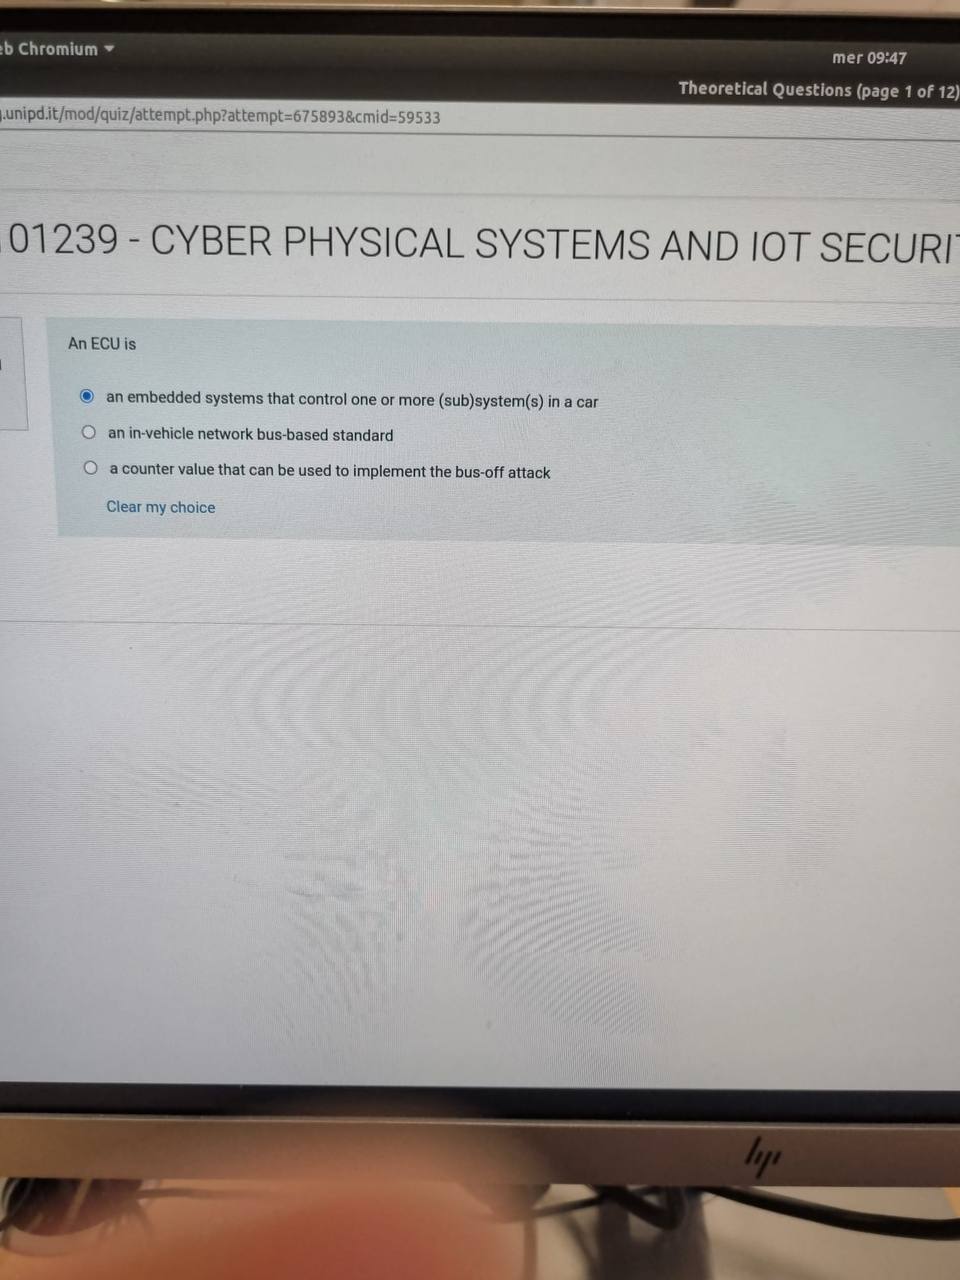 Chromium
mer 09:47
Theoretical Questions (page 1 of 12)
.unipd.it/mod/quiz/attempt.php?attempt=675893&cmid=59533
01239 - CYBER PHYSICAL SYSTEMS AND IOT SECURI
An ECU is
an embedded systems that control one or more (sub)system(s) in a car
an in-vehicle network bus-based standard
a counter value that can be used to implement the bus-off attack
Clear my choice
hp